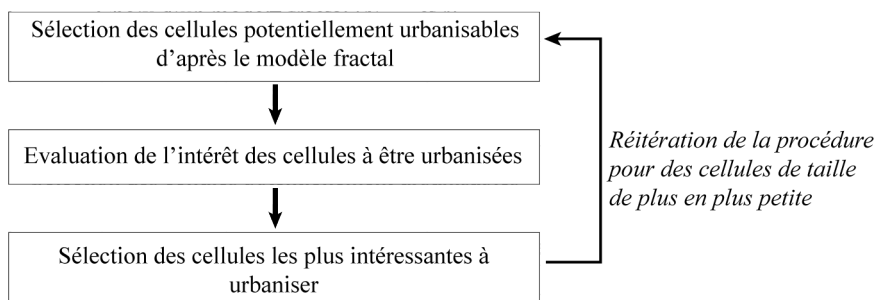 Sélection des cellules potentiellement urbanisables
d'après le modèle fractal
Evaluation de l'intérêt des cellules à être urbanisées
Réitération de la procédure
pour des cellules de taille
de plus en plus petite
Sélection des cellules les plus intéressantes à
urbaniser